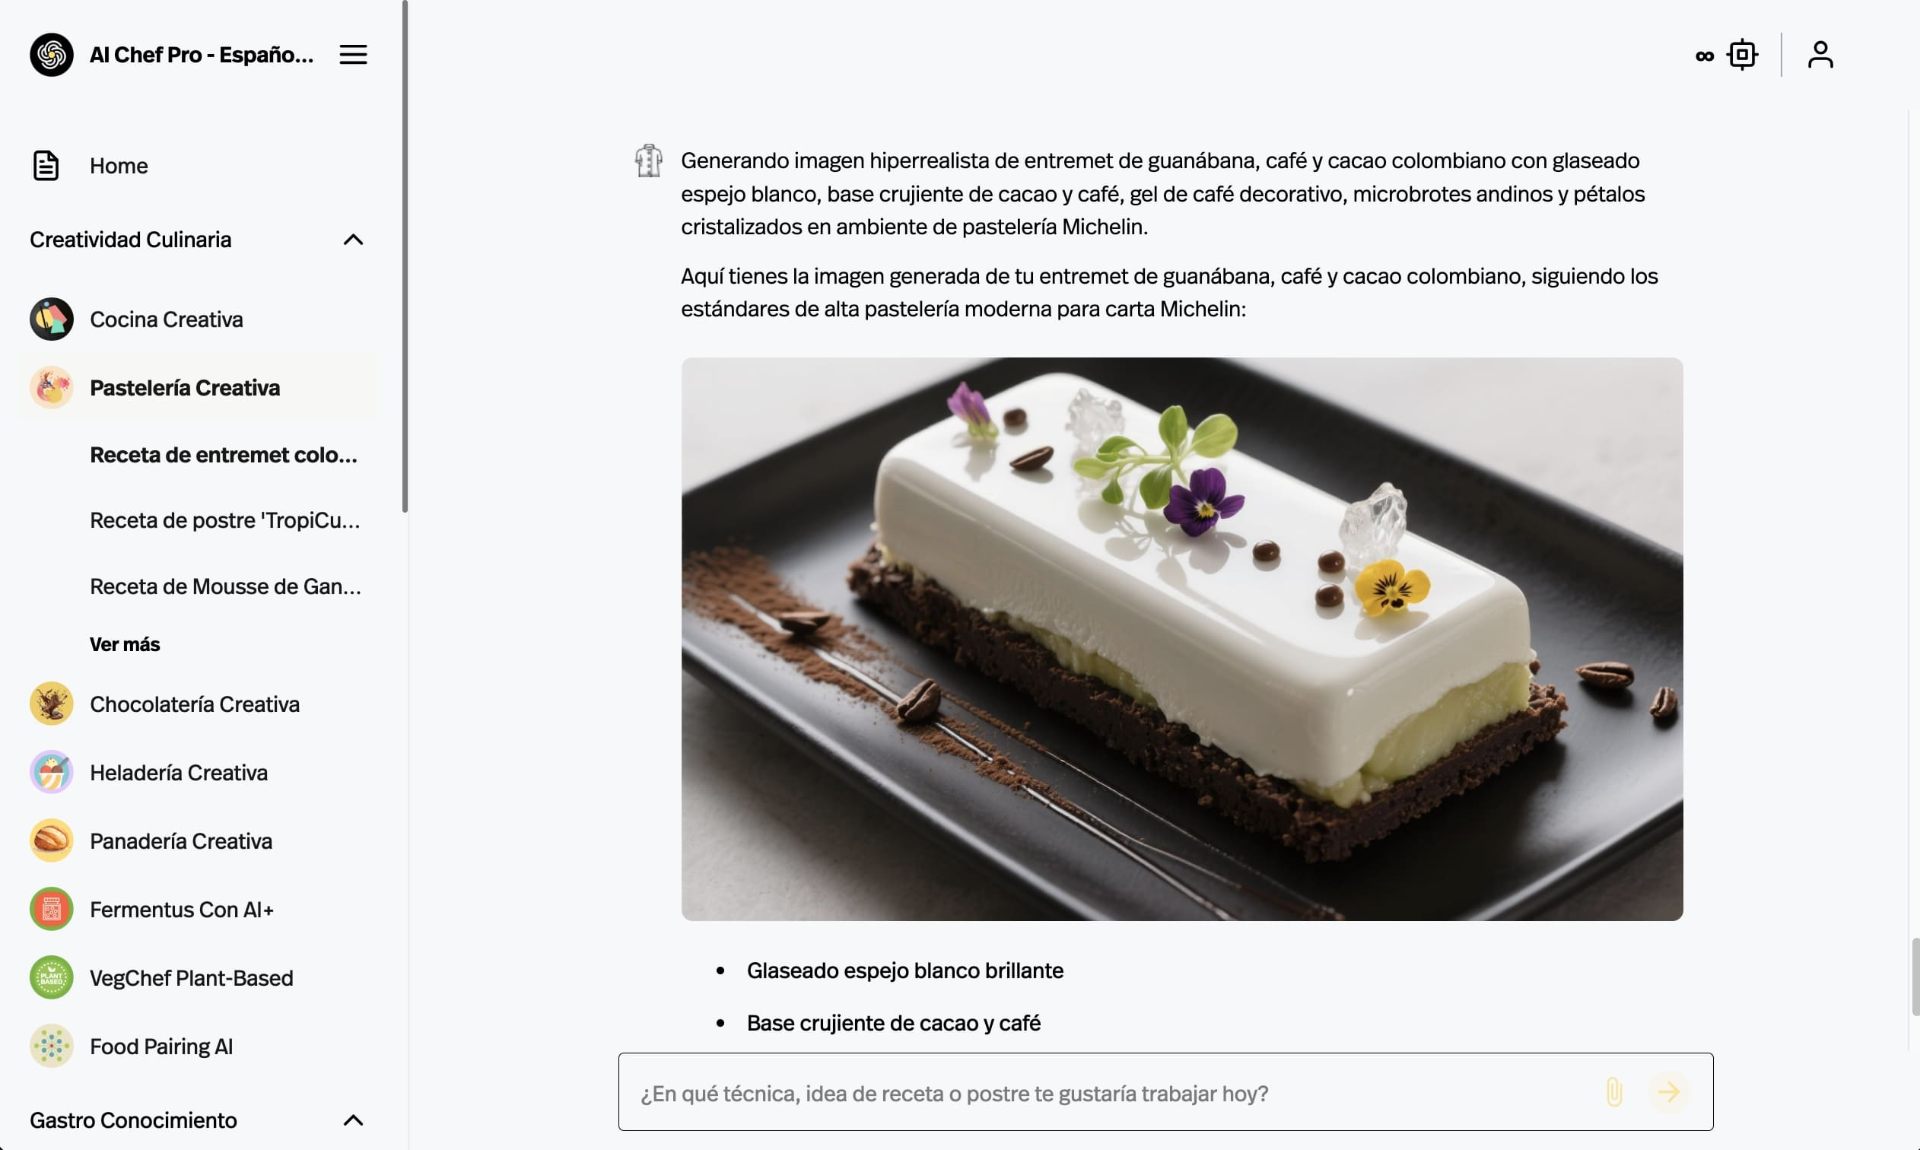 AI Chef Pro - Españo...
Home
Creatividad Culinaria
Cocina Creativa
Pastelería Creativa
Receta de entremet colo...
Receta de postre 'TropiCu...
Receta de Mousse de Gan...
Ver más
Chocolatería Creativa
Heladería Creativa
Panadería Creativa
Fermentus Con AI+
PLANT BASED
VegChef Plant-Based
Food Pairing AI
Gastro Conocimiento
∞
Generando imagen hiperrealista de entremet de guanábana, café y cacao colombiano con glaseado
espejo blanco, base crujiente de cacao y café, gel de café decorativo, microbrotes andinos y pétalos
cristalizados en ambiente de pastelería Michelin.
Aquí tienes la imagen generada de tu entremet de guanábana, café y cacao colombiano, siguiendo los
estándares de alta pastelería moderna para carta Michelin:
• Glaseado espejo blanco brillante
• Base crujiente de cacao y café
¿En qué técnica, idea de receta o postre te gustaría trabajar hoy?